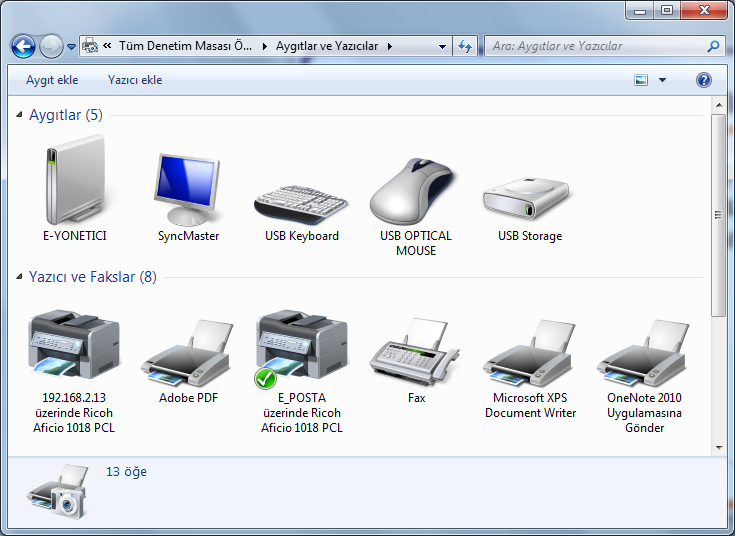 « Tüm Denetim Masası Ö... Aygıtlar ve Yazıcılar
Ara: Aygıtlar ve Yazıcılar
Aygıt ekle Yazıcı ekle
Aygıtlar (5)
E-YONETICI
SyncMaster
USB Keyboard
USB OPTICAL
MOUSE
USB Storage
Yazıcı ve Fakslar (8)
192.168.2.13
üzerinde Ricoh
Aficio 1018 PCL
Adobe PDF
E_POSTA
üzerinde Ricoh
Aficio 1018 PCL
Fax
Microsoft XPS
Document Writer
OneNote 2010
Uygulamasına
Gönder
13 öğe